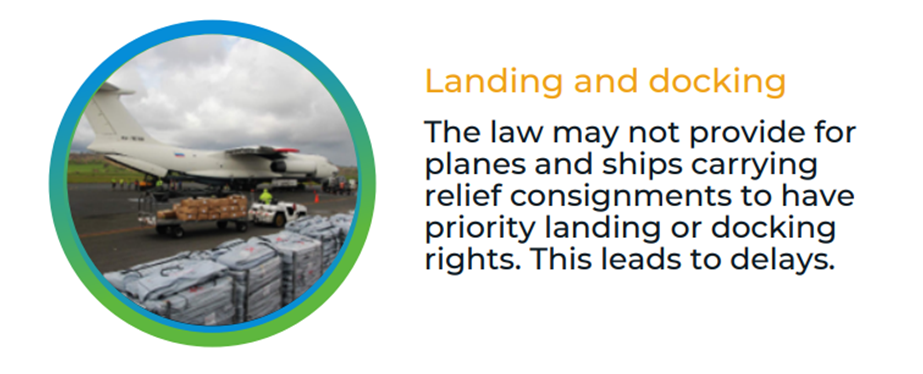 Landing and docking
The law may not provide for
planes and ships carrying
relief consignments to have
priority landing or docking
rights. This leads to delays.